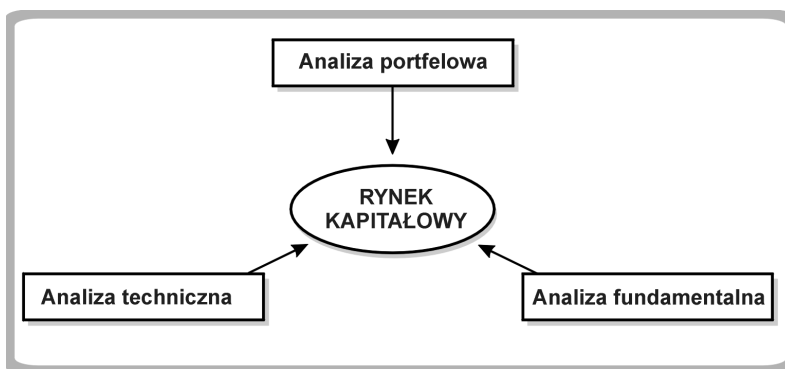 Analiza portfelowa
RYNEK
KAPITAŁOWY
Analiza techniczna
Analiza fundamentalna